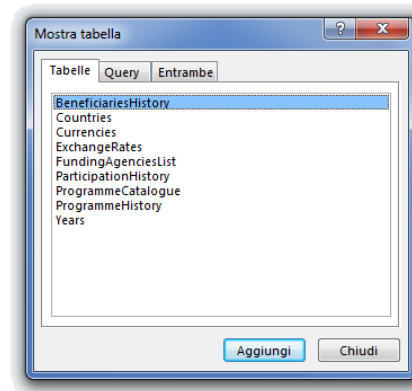 Mostra tabella
Tabelle Query Entrambe
BeneficiariesHistory
Countries
Currencies
ExchangeRates
FundingAgenciesList
ParticipationHistory
ProgrammeCatalogue
ProgrammeHistory
Years
Aggiungi Chiudi